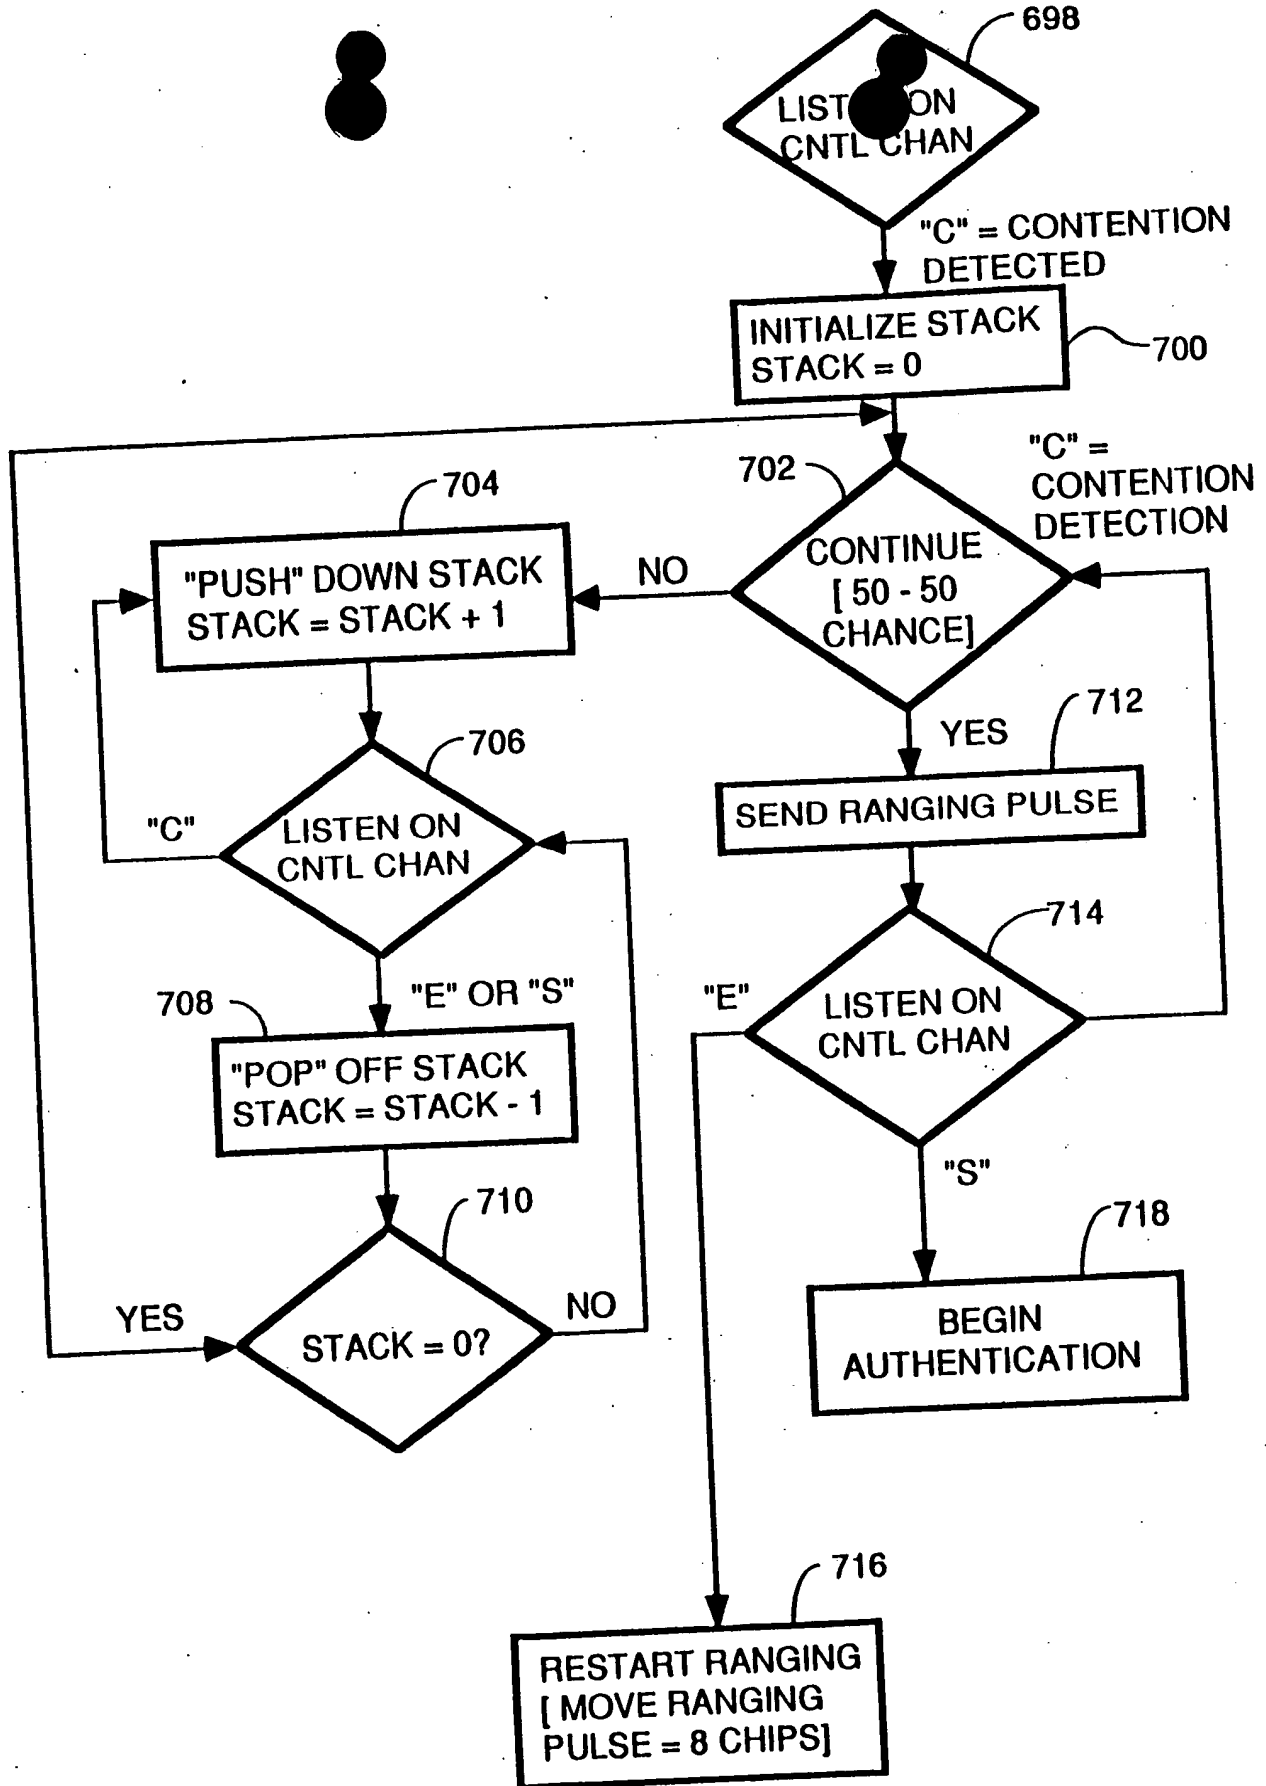 698
LISTEN ON
CNTL CHAN
"C" = CONTENTION
DETECTED
INITIALIZE STACK
STACK = 0
700
702
"C" =
CONTENTION
DETECTION
CONTINUE
[ 50 - 50
CHANCE]
NO
704
"PUSH" DOWN STACK
STACK = STACK + 1
YES
712
SEND RANGING PULSE
706
LISTEN ON
CNTL CHAN
"C"
"E" OR "S"
714
LISTEN ON
CNTL CHAN
"E"
"S"
708
"POP" OFF STACK
STACK = STACK - 1
710
STACK = 0?
YES
NO
718
BEGIN
AUTHENTICATION
716
RESTART RANGING
[ MOVE RANGING
PULSE = 8 CHIPS]